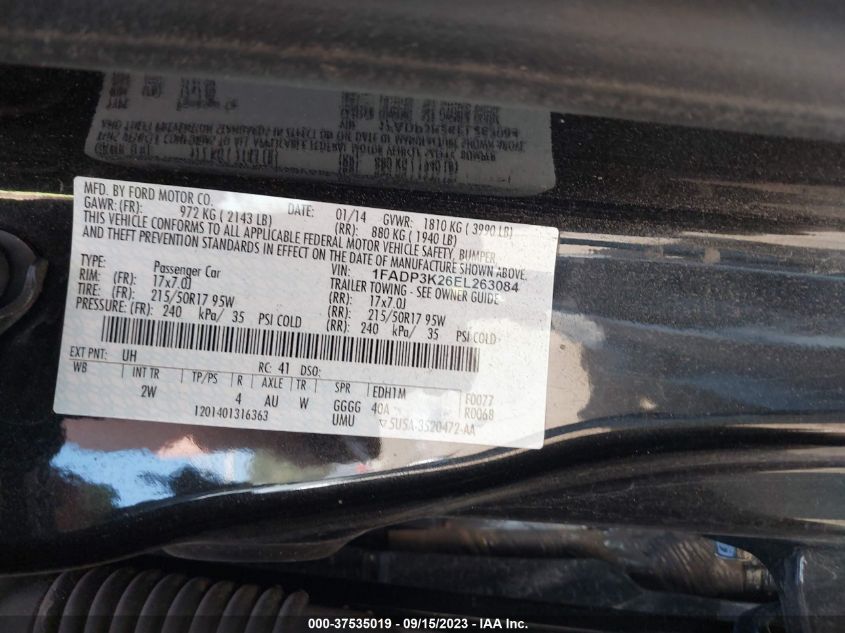 MFD. BY FORD MOTOR CO.
DATE: 01/14 GVWR: 1810 KG ( 3990 LB)
GAWR: (FR): 972 KG ( 2143 LB) (RR): 880 KG ( 1940 LB)
THIS VEHICLE CONFORMS TO ALL APPLICABLE FEDERAL MOTOR VEHICLE SAFETY, BUMPER,
AND THEFT PREVENTION STANDARDS IN EFFECT ON THE DATE OF MANUFACTURE SHOWN ABOVE.
VIN: 1FADP3K26EL263084
TYPE: Passenger Car TRAILER TOWING - SEE OWNER GUIDE
RIM: (FR): 17x7.0J (RR): 17x7.0J
TIRE: (FR): 215/50R17 95W (RR): 215/50R17 95W
PRESSURE: (FR): 240 kPa/ 35 PSI COLD (RR): 240 kPa/ 35 PSI COLD
EXT PNT: UH RC: 41 DSO:
WB INT TR TP/PS R AXLE TR SPR EDH1M F0077
2W 4 AU W GGGG 40A R0068
1201401316363 UMU 5U5A-3520472-AA
000-37535019 - 09/15/2023 - IAA Inc.